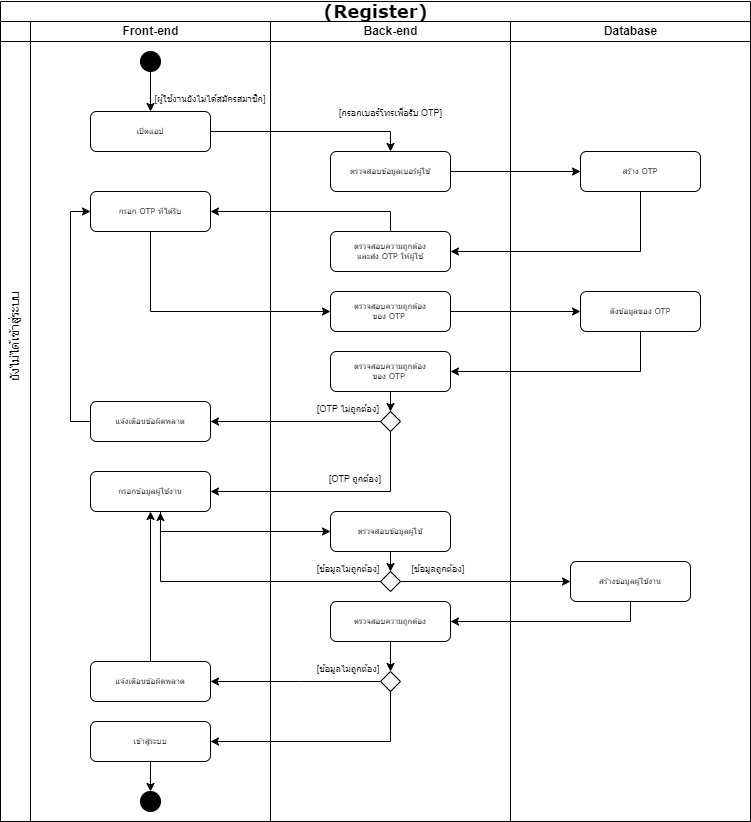 (Register)
Front-end
Back-end
Database
ยังไม่ได้เข้าสู่ระบบ
[ผู้ใช้งานยังไม่ได้สมัครสมาชิก]
เปิดแอป
[กรอกเบอร์โทรเพื่อรับ OTP]
ตรวจสอบข้อมูลเบอร์ผู้ใช้
สร้าง OTP
กรอก OTP ที่ได้รับ
ตรวจสอบความถูกต้อง
และส่ง OTP ให้ผู้ใช้
ตรวจสอบความถูกต้อง
ของ OTP
ดึงข้อมูลของ OTP
ตรวจสอบความถูกต้อง
ของ OTP
[OTP ไม่ถูกต้อง]
แจ้งเตือนข้อผิดพลาด
[OTP ถูกต้อง]
กรอกข้อมูลผู้ใช้งาน
ตรวจสอบข้อมูลผู้ใช้
[ข้อมูลไม่ถูกต้อง]
[ข้อมูลถูกต้อง]
สร้างข้อมูลผู้ใช้งาน
ตรวจสอบความถูกต้อง
[ข้อมูลไม่ถูกต้อง]
แจ้งเตือนข้อผิดพลาด
เข้าสู่ระบบ